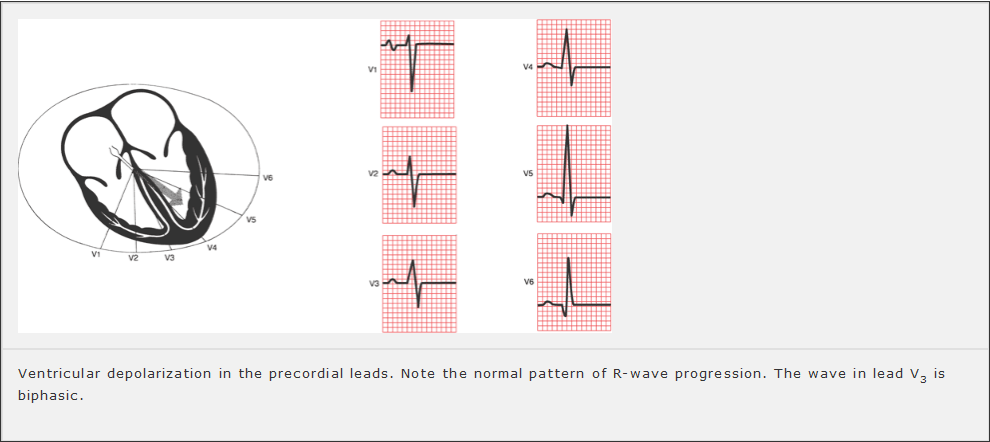 V1
V4
V2
V5
V6
V5
V4
V1
V2
V3
V3
V6
Ventricular depolarization in the precordial leads. Note the normal pattern of R-wave progression. The wave in lead V3 is
biphasic.